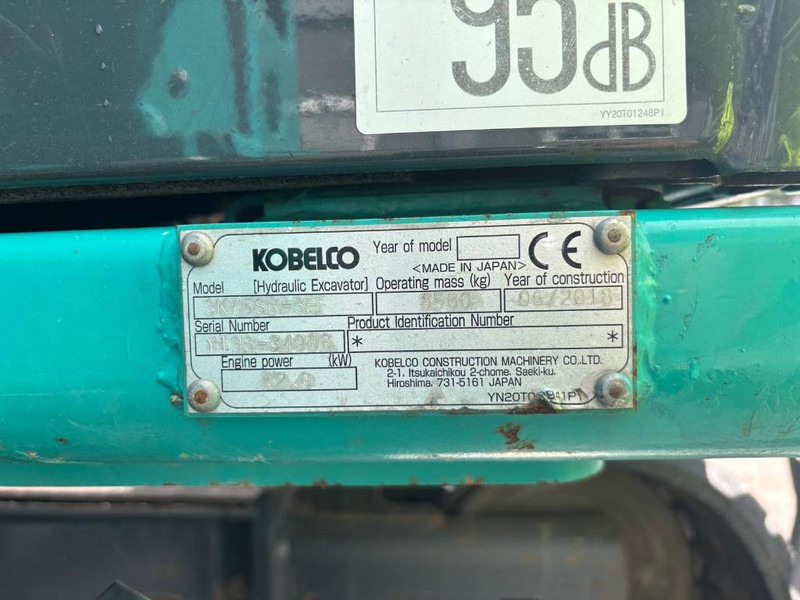 95dB
YY20T01248P1
KOBELCO
Year of model
CE
<MADE IN JAPAN>
Model [Hydraulic Excavator] Operating mass (kg) Year of construction
06/2018
Serial Number Product Identification Number
* *
Engine power (kW)
KOBELCO CONSTRUCTION MACHINERY CO.,LTD.
2-1. Itsukaichikou 2-chome. Saeki-ku.
Hiroshima. 731-5161 JAPAN